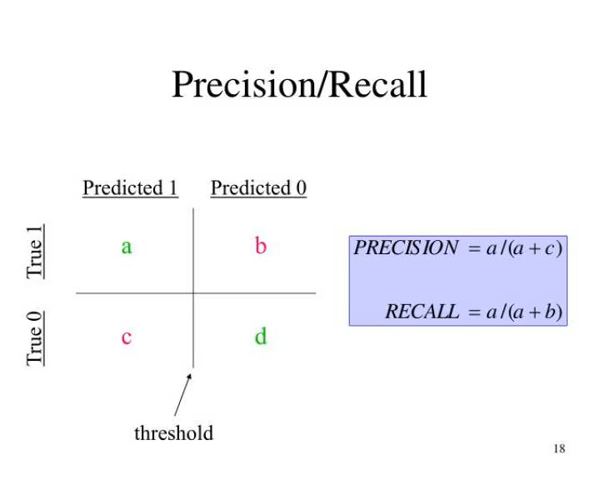 Precision/Recall
Predicted 1 Predicted 0
True 1
a b
True 0
c d
threshold
PRECISION = a/(a + c)
RECALL = a/(a + b)
18